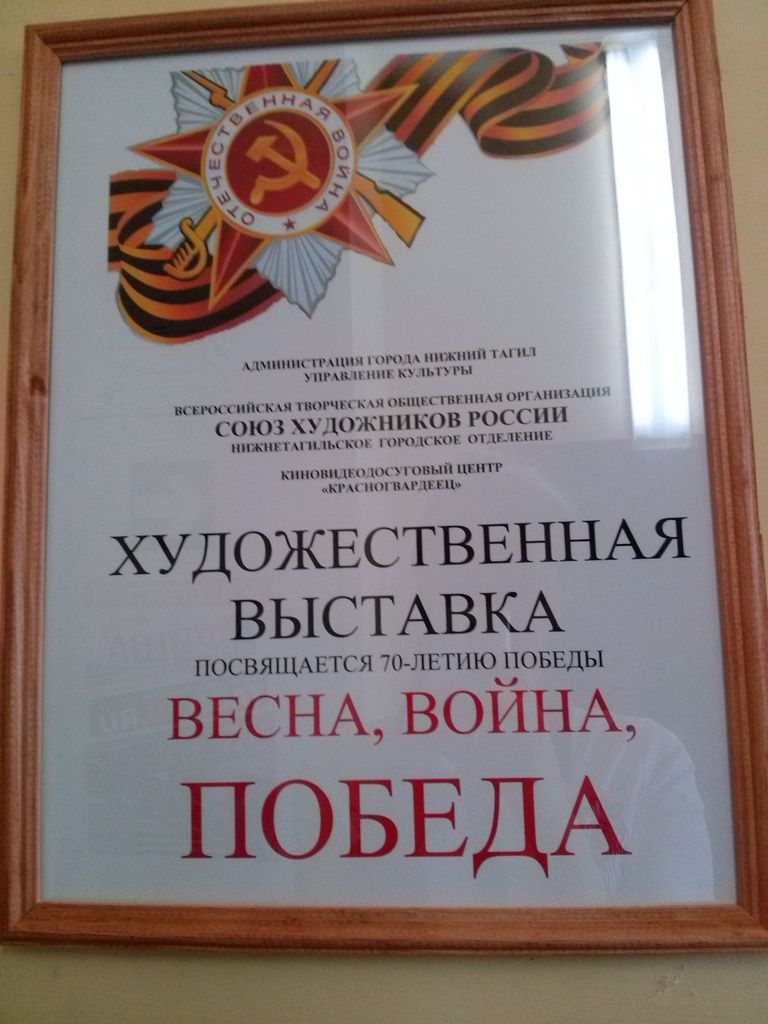 ОТЕЧЕСТВЕННАЯ ВОЙНА
АДМИНИСТРАЦИЯ ГОРОДА НИЖНИЙ ТАГИЛ
УПРАВЛЕНИЕ КУЛЬТУРЫ
ВСЕРОССИЙСКАЯ ТВОРЧЕСКАЯ ОБЩЕСТВЕННАЯ ОРГАНИЗАЦИЯ
СОЮЗ ХУДОЖНИКОВ РОССИИ
НИЖНЕТАГИЛЬСКОЕ ГОРОДСКОЕ ОТДЕЛЕНИЕ
КИНОВИДЕОДОСУГОВЫЙ ЦЕНТР
«КРАСНОГВАРДЕЕЦ»
ХУДОЖЕСТВЕННАЯ
ВЫСТАВКА
ПОСВЯЩАЕТСЯ 70-ЛЕТИЮ ПОБЕДЫ
ВЕСНА, ВОЙНА,
ПОБЕДА